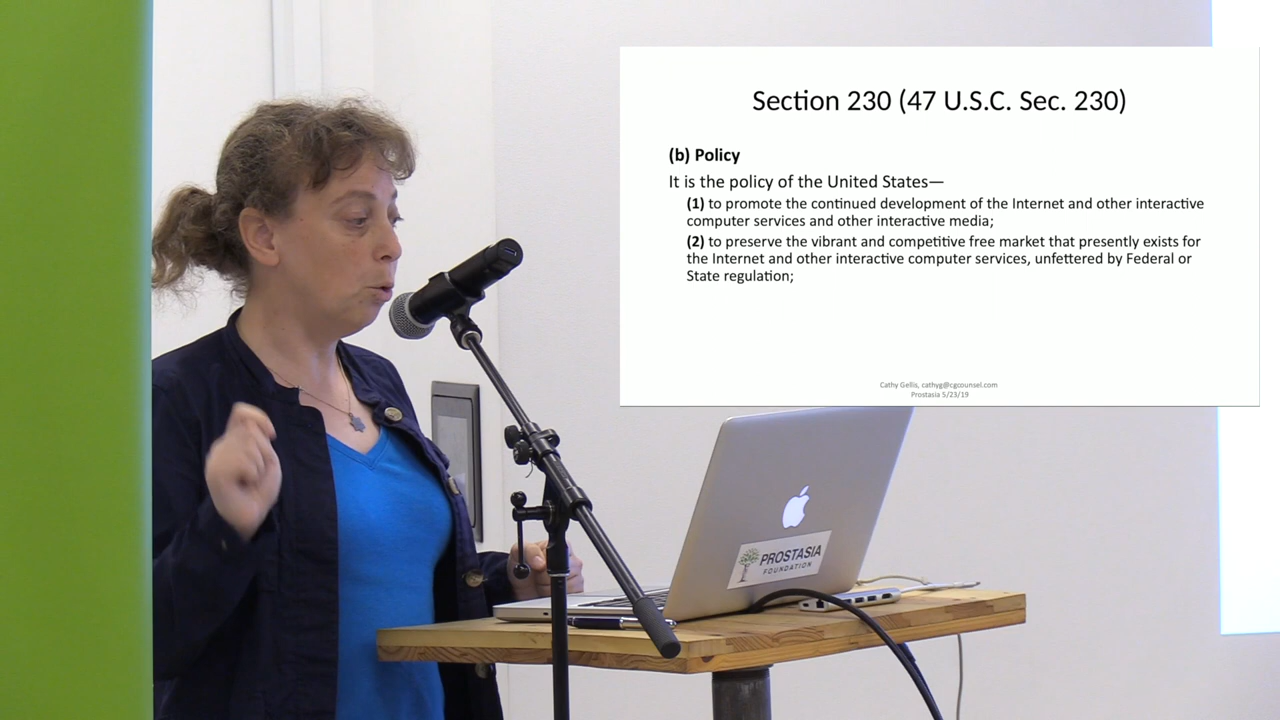 Section 230 (47 U.S.C. Sec. 230)
(b) Policy
It is the policy of the United States—
(1) to promote the continued development of the Internet and other interactive
computer services and other interactive media;
(2) to preserve the vibrant and competitive free market that presently exists for
the Internet and other interactive computer services, unfettered by Federal or
State regulation;
Cathy Gellis, cathyg@cgcounsel.com
Prostasia 5/23/19
PROSTASIA
FOUNDATION